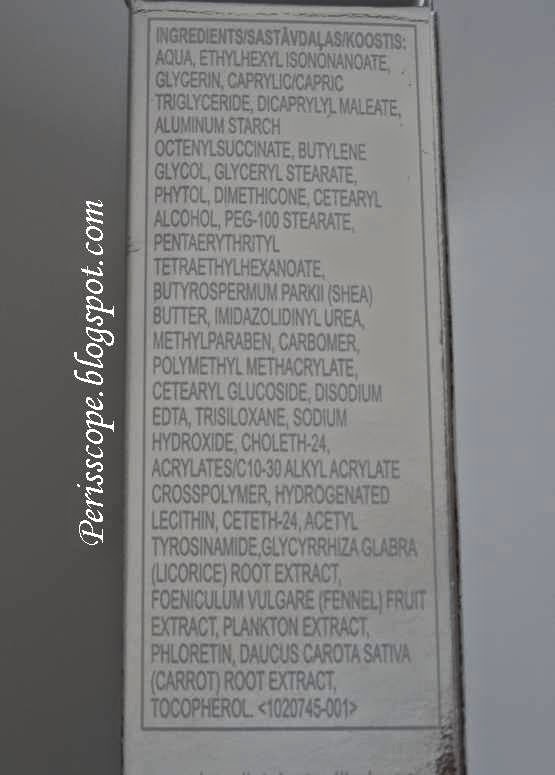 INGREDIENTS/SASTĀVDAĻAS/KOOSTIS:
AQUA, ETHYLHEXYL ISONONANOATE,
GLYCERIN, CAPRYLIC/CAPRIC
TRIGLYCERIDE, DICAPRYLYL MALEATE,
ALUMINUM STARCH
OCTENYLSUCCINATE, BUTYLENE
GLYCOL, GLYCERYL STEARATE,
PHYTOL, DIMETHICONE, CETEARYL
ALCOHOL, PEG-100 STEARATE,
PENTAERYTHRITYL
TETRAETHYLHEXANOATE,
BUTYROSPERMUM PARKII (SHEA)
BUTTER, IMIDAZOLIDINYL UREA,
METHYLPARABEN, CARBOMER,
POLYMETHYL METHACRYLATE,
CETEARYL GLUCOSIDE, DISODIUM
EDTA, TRISILOXANE, SODIUM
HYDROXIDE, CHOLETH-24,
ACRYLATES/C10-30 ALKYL ACRYLATE
CROSSPOLYMER, HYDROGENATED
LECITHIN, CETETH-24, ACETYL
TYROSINAMIDE,GLYCYRRHIZA GLABRA
(LICORICE) ROOT EXTRACT,
FOENICULUM VULGARE (FENNEL) FRUIT
EXTRACT, PLANKTON EXTRACT,
PHLORETIN, DAUCUS CAROTA SATIVA
(CARROT) ROOT EXTRACT,
TOCOPHEROL. <1020745-001>
Perisscope.blogspot.com